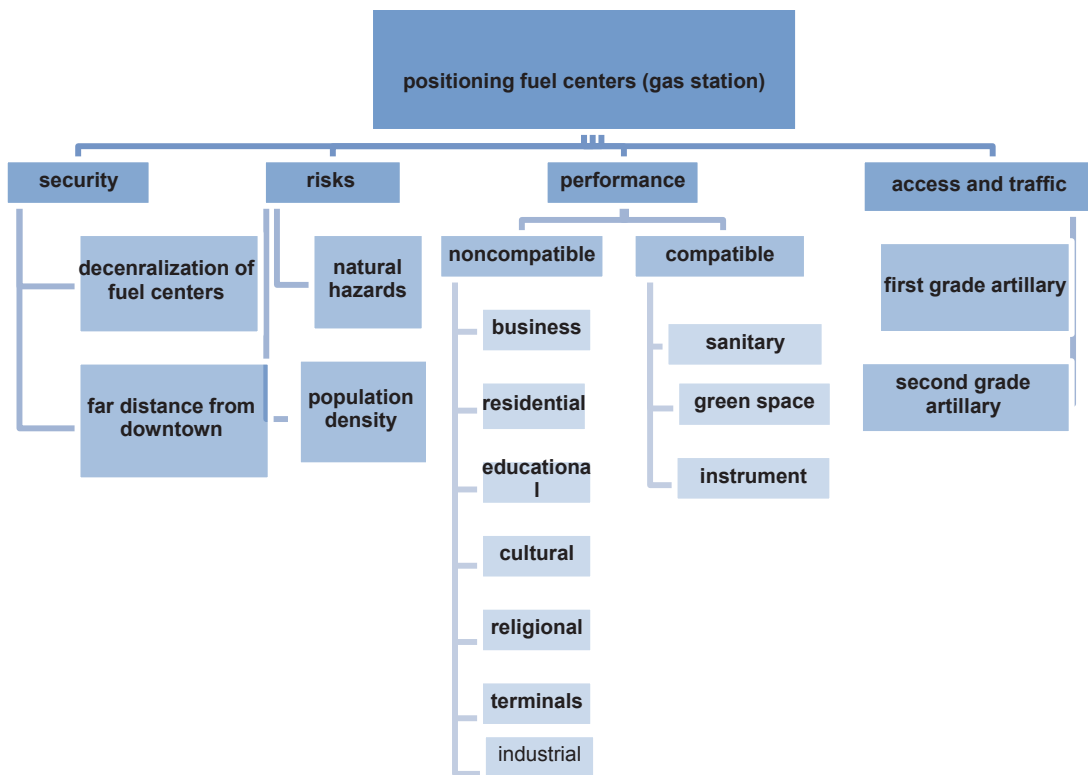 positioning fuel centers (gas station)
security
risks
performance
access and traffic
decenralization of
fuel centers
natural
hazards
noncompatible
compatible
first grade artillary
business
sanitary
far distance from
downtown
population
density
residential
green space
second grade
artillary
educationa
l
instrument
cultural
religional
terminals
industrial